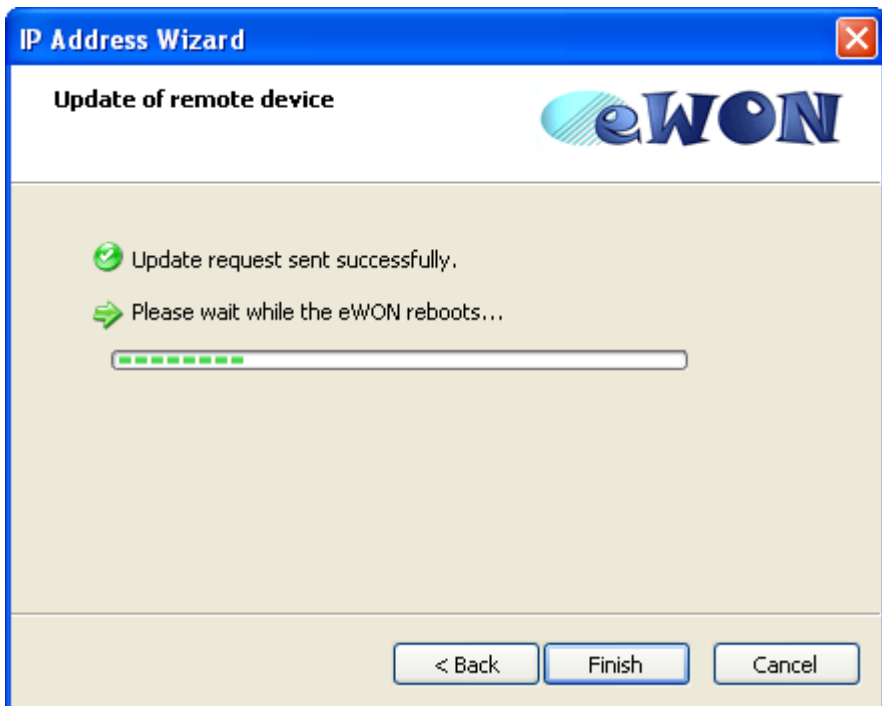 IP Address Wizard
Update of remote device
eWON
Update request sent successfully.
Please wait while the eWON reboots...
< Back
Finish
Cancel